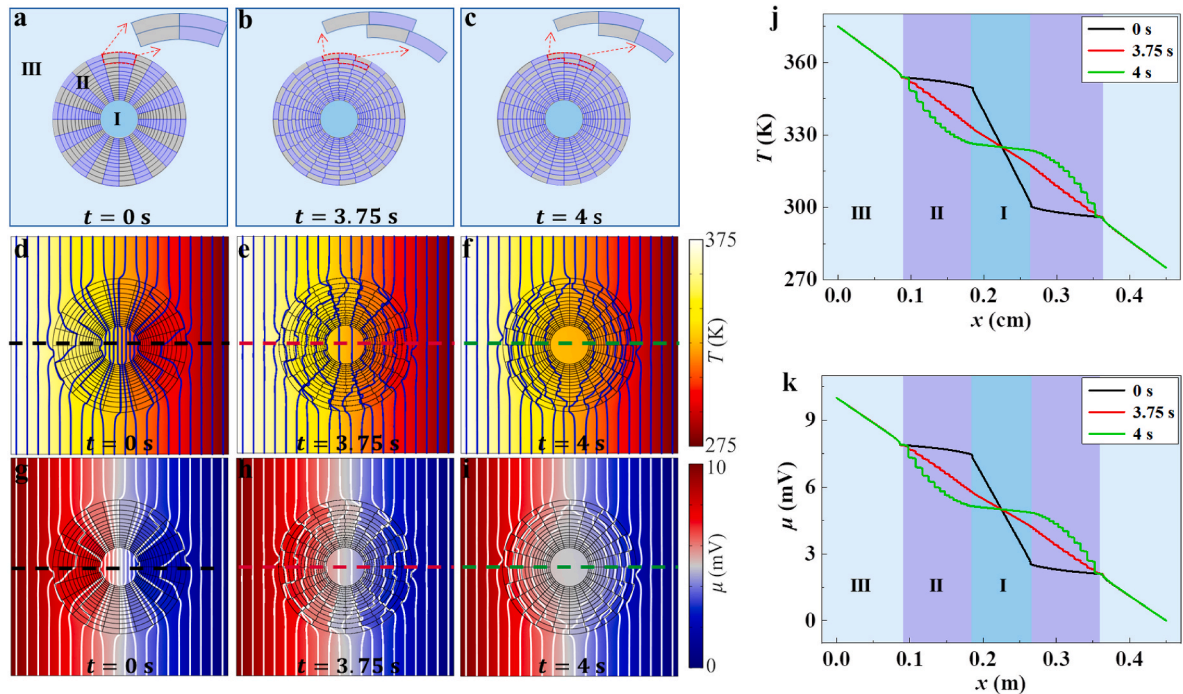 a
III
II
I
t = 0 s
b
t = 3.75 s
c
t = 4 s
d
t = 0 s
e
t = 3.75 s
f
t = 4 s
375
T (K)
275
g
t = 0 s
h
t = 3.75 s
i
t = 4 s
10
μ (mV)
0
j
0 s
3.75 s
4 s
360
330
300
270
T (K)
III
II
I
0.0
0.1
0.2
0.3
0.4
x (cm)
k
0 s
3.75 s
4 s
9
6
3
0
μ (mV)
III
II
I
0.0
0.1
0.2
0.3
0.4
x (m)